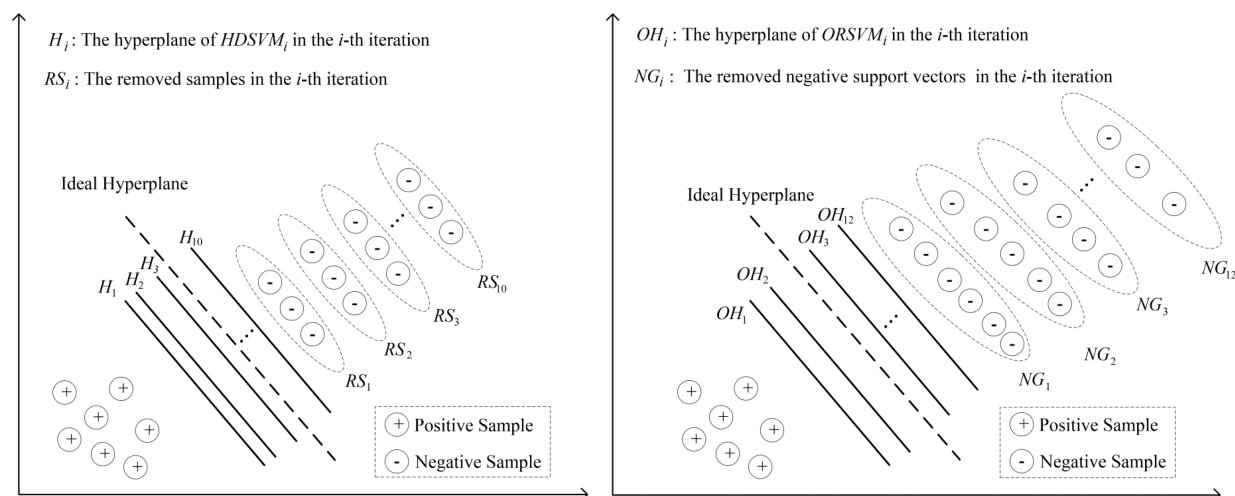 H_i : The hyperplane of HDSVM_i in the i-th iteration
RS_i : The removed samples in the i-th iteration
Ideal Hyperplane
H_10
H_3
H_2
H_1
...
...
RS_10
RS_3
RS_2
RS_1
+ Positive Sample
- Negative Sample
OH_i : The hyperplane of ORSVM_i in the i-th iteration
NG_i : The removed negative support vectors in the i-th iteration
Ideal Hyperplane
OH_12
OH_3
OH_2
OH_1
...
...
NG_12
NG_3
NG_2
NG_1
+ Positive Sample
- Negative Sample